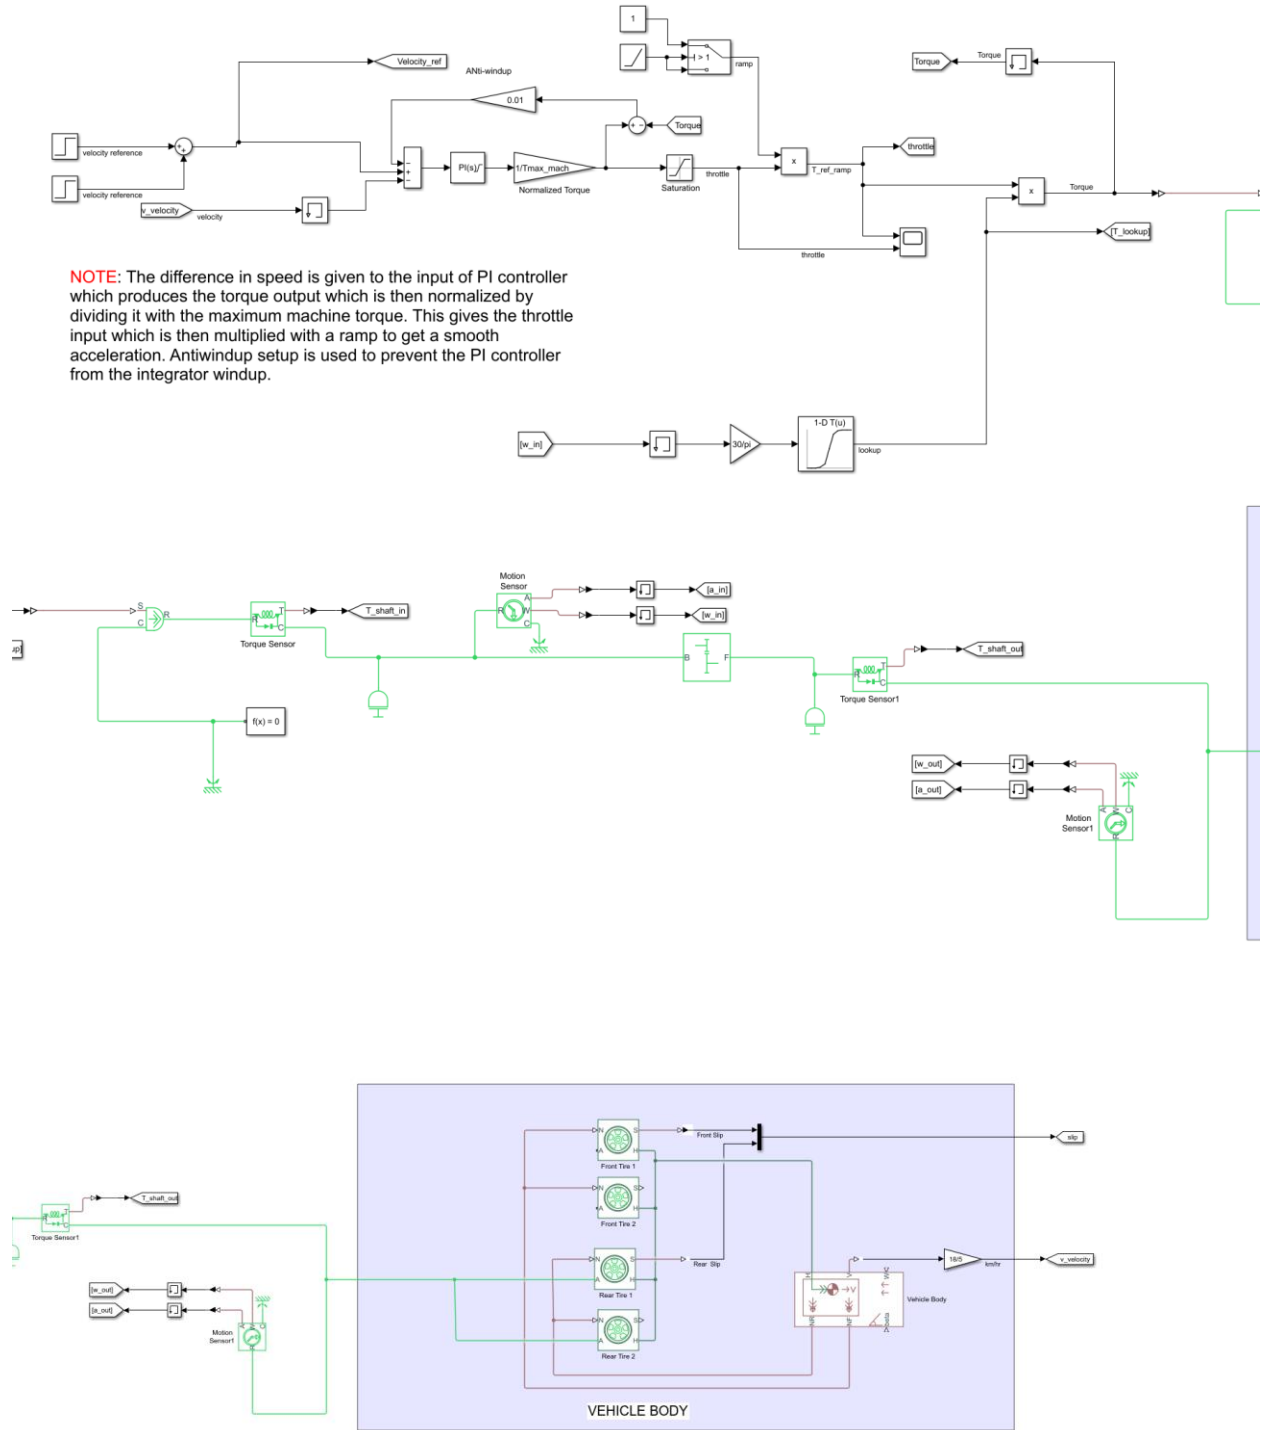 1
Velocity_ref
ANti-windup
> 1
ramp
Torque
Torque
0.01
+ -
Torque
velocity reference
+
+
−
+
−
PI(s)
1/Tmax_mach
Normalized Torque
Saturation
throttle
x
T_ref_ramp
throttle
x
Torque
velocity reference
v_velocity
velocity
throttle
[T_lookup]
NOTE: The difference in speed is given to the input of PI controller
which produces the torque output which is then normalized by
dividing it with the maximum machine torque. This gives the throttle
input which is then multiplied with a ramp to get a smooth
acceleration. Antiwindup setup is used to prevent the PI controller
from the integrator windup.
[w_in]
30/pi
1-D T(u)
lookup
Motion
Sensor
A
W
R
C
[a_in]
[w_in]
S
C
R
R
T
C
T_shaft_in
Torque Sensor
up]
B
F
R
T
C
T_shaft_out
Torque Sensor1
f(x) = 0
[w_out]
[a_out]
Motion
Sensor1
A
W
C
R
N
S
A
H
Front Tire 1
Front Slip
slip
N
S
A
H
Front Tire 2
R
T
C
T_shaft_out
Torque Sensor1
N
S
A
H
Rear Tire 1
Rear Slip
18/5
km/hr
v_velocity
[w_out]
[a_out]
Motion
Sensor1
A
W
C
R
N
S
A
H
Rear Tire 2
H
V
W
V
NR
NF
beta
Vehicle Body
VEHICLE BODY